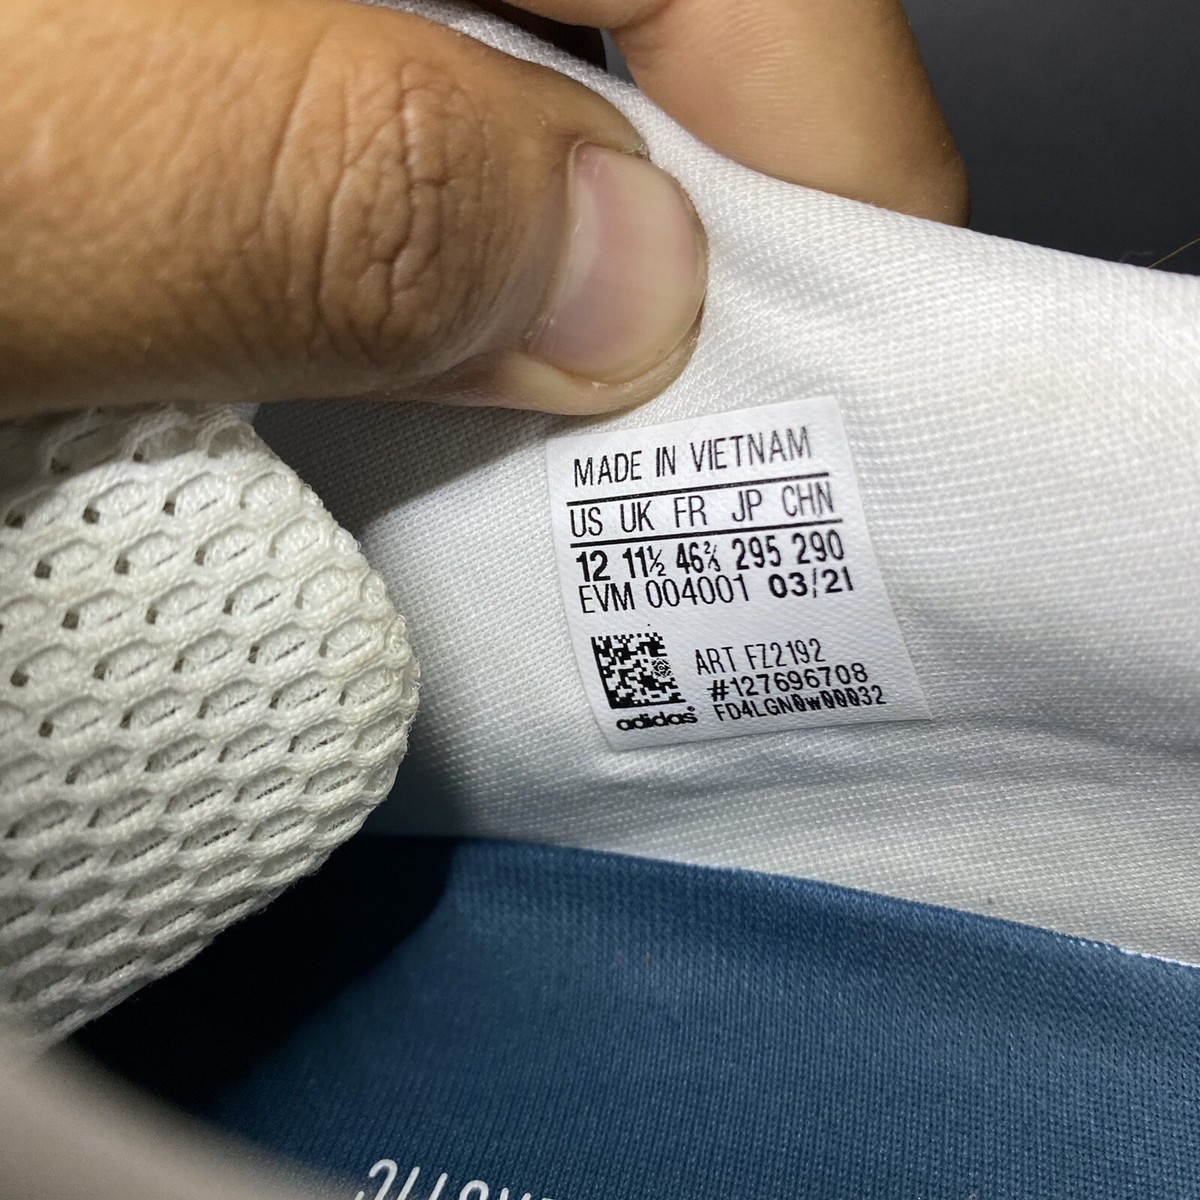 MADE IN VIETNAM
US UK FR JP CHN
12 11½ 46⅔ 295 290
EVM 004001 03/21
ART FZ2192
#127696708
FD4LGN0w00032
adidas